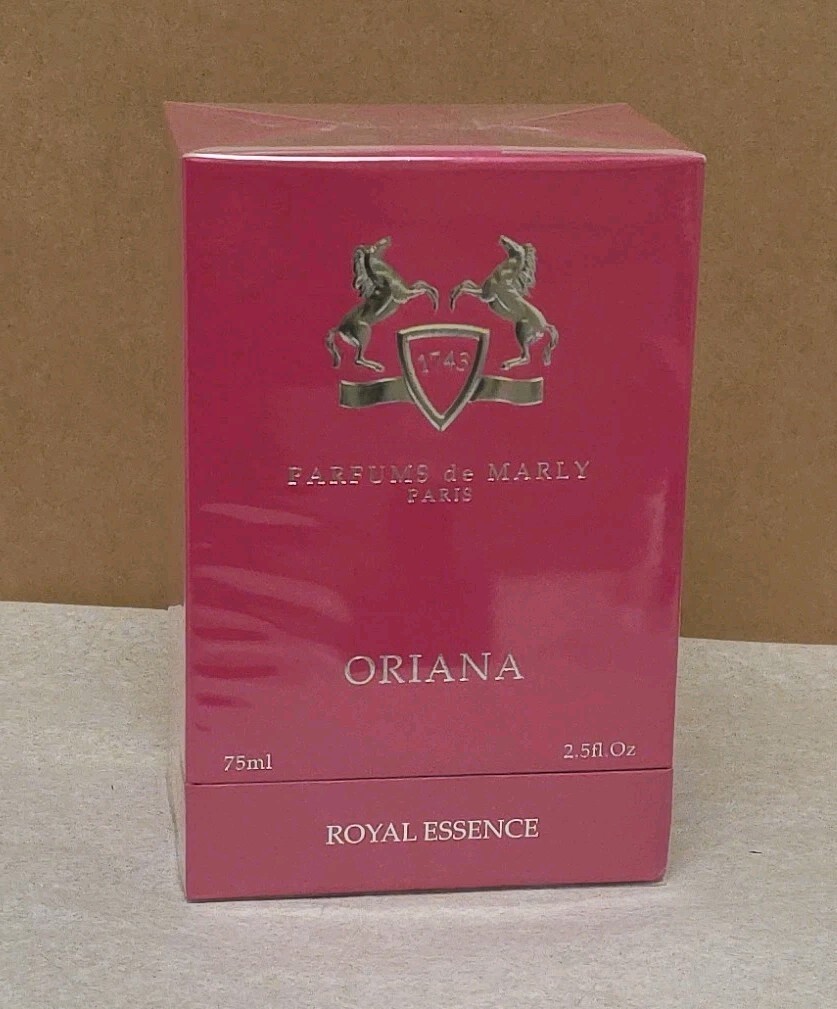 1743
PARFUMS de MARLY
PARIS
ORIANA
75ml 2.5fl.Oz
ROYAL ESSENCE